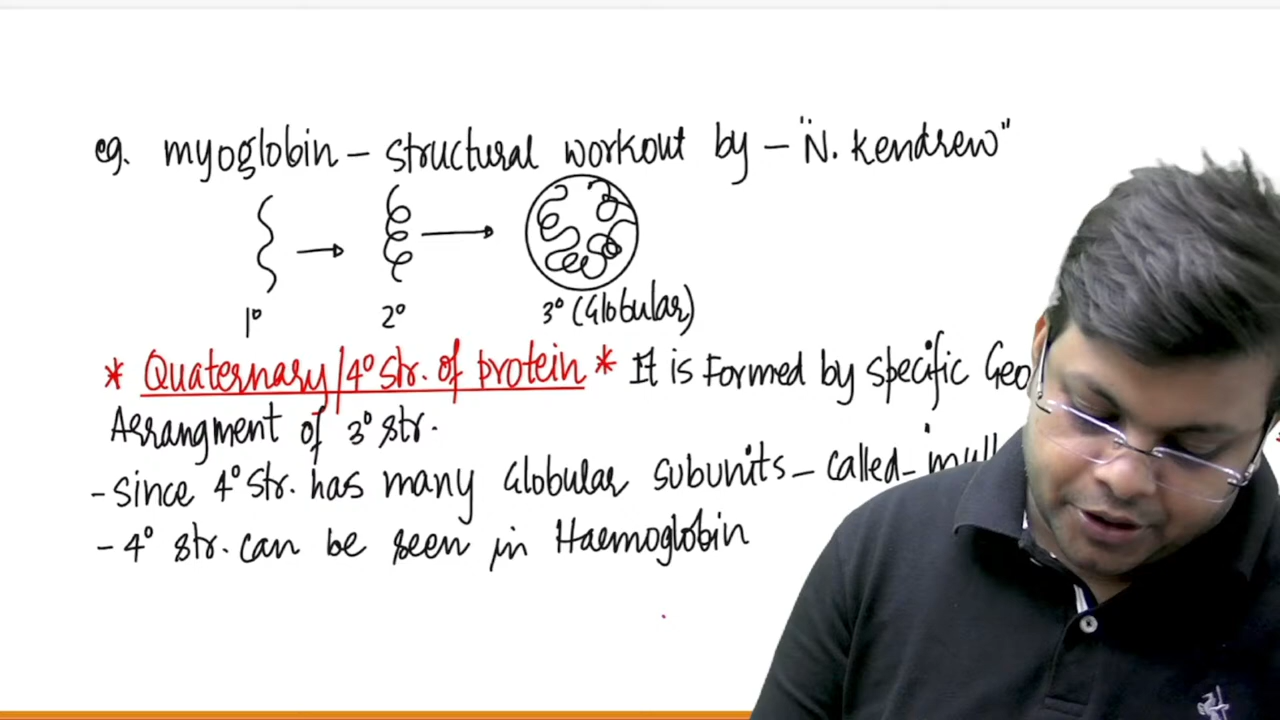 eg. myoglobin - structural workout by - "N. Kendrew"
1° 2° 3° (Globular)
* Quaternary/4° str. of protein * It is Formed by specific Geo
Arrangment of 3° str.
- since 4° str. has many Globular subunits - called -
- 4° str. can be seen in Haemoglobin